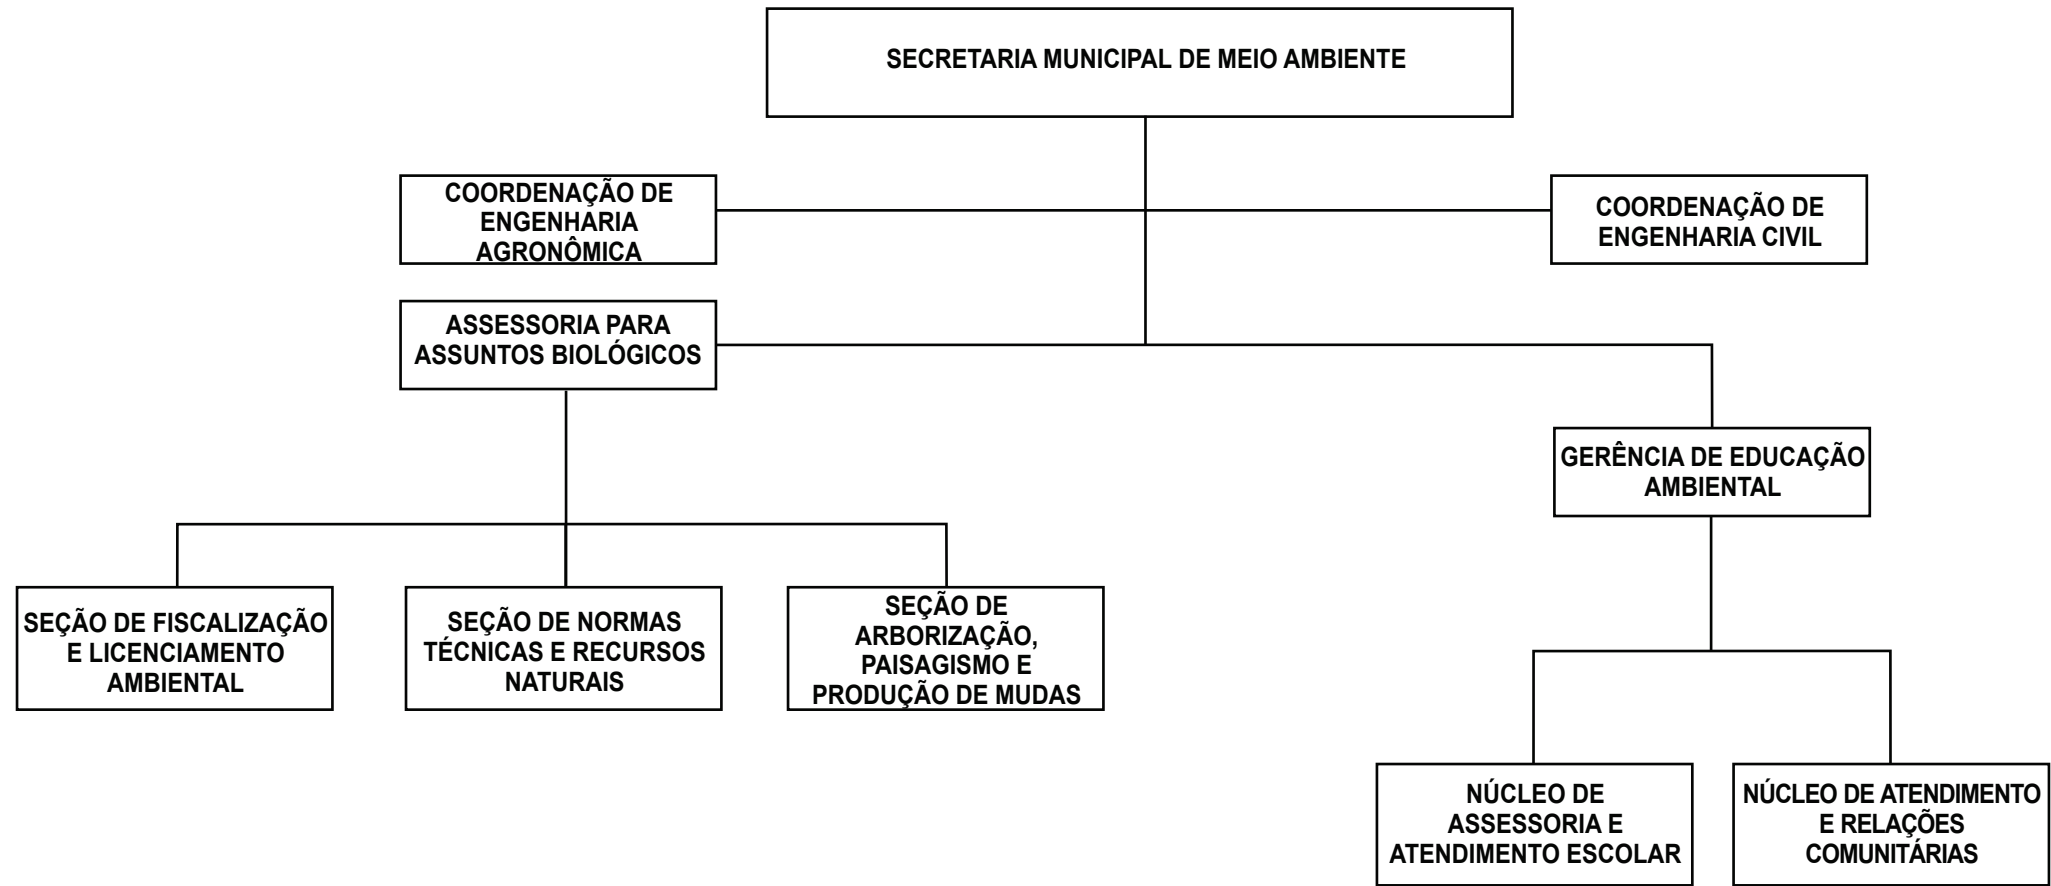 SECRETARIA MUNICIPAL DE MEIO AMBIENTE
COORDENAÇÃO DE
ENGENHARIA
AGRONÔMICA
COORDENAÇÃO DE
ENGENHARIA CIVIL
ASSESSORIA PARA
ASSUNTOS BIOLÓGICOS
GERÊNCIA DE EDUCAÇÃO
AMBIENTAL
SEÇÃO DE FISCALIZAÇÃO
E LICENCIAMENTO
AMBIENTAL
SEÇÃO DE NORMAS
TÉCNICAS E RECURSOS
NATURAIS
SEÇÃO DE
ARBORIZAÇÃO,
PAISAGISMO E
PRODUÇÃO DE MUDAS
NÚCLEO DE
ASSESSORIA E
ATENDIMENTO ESCOLAR
NÚCLEO DE ATENDIMENTO
E RELAÇÕES
COMUNITÁRIAS